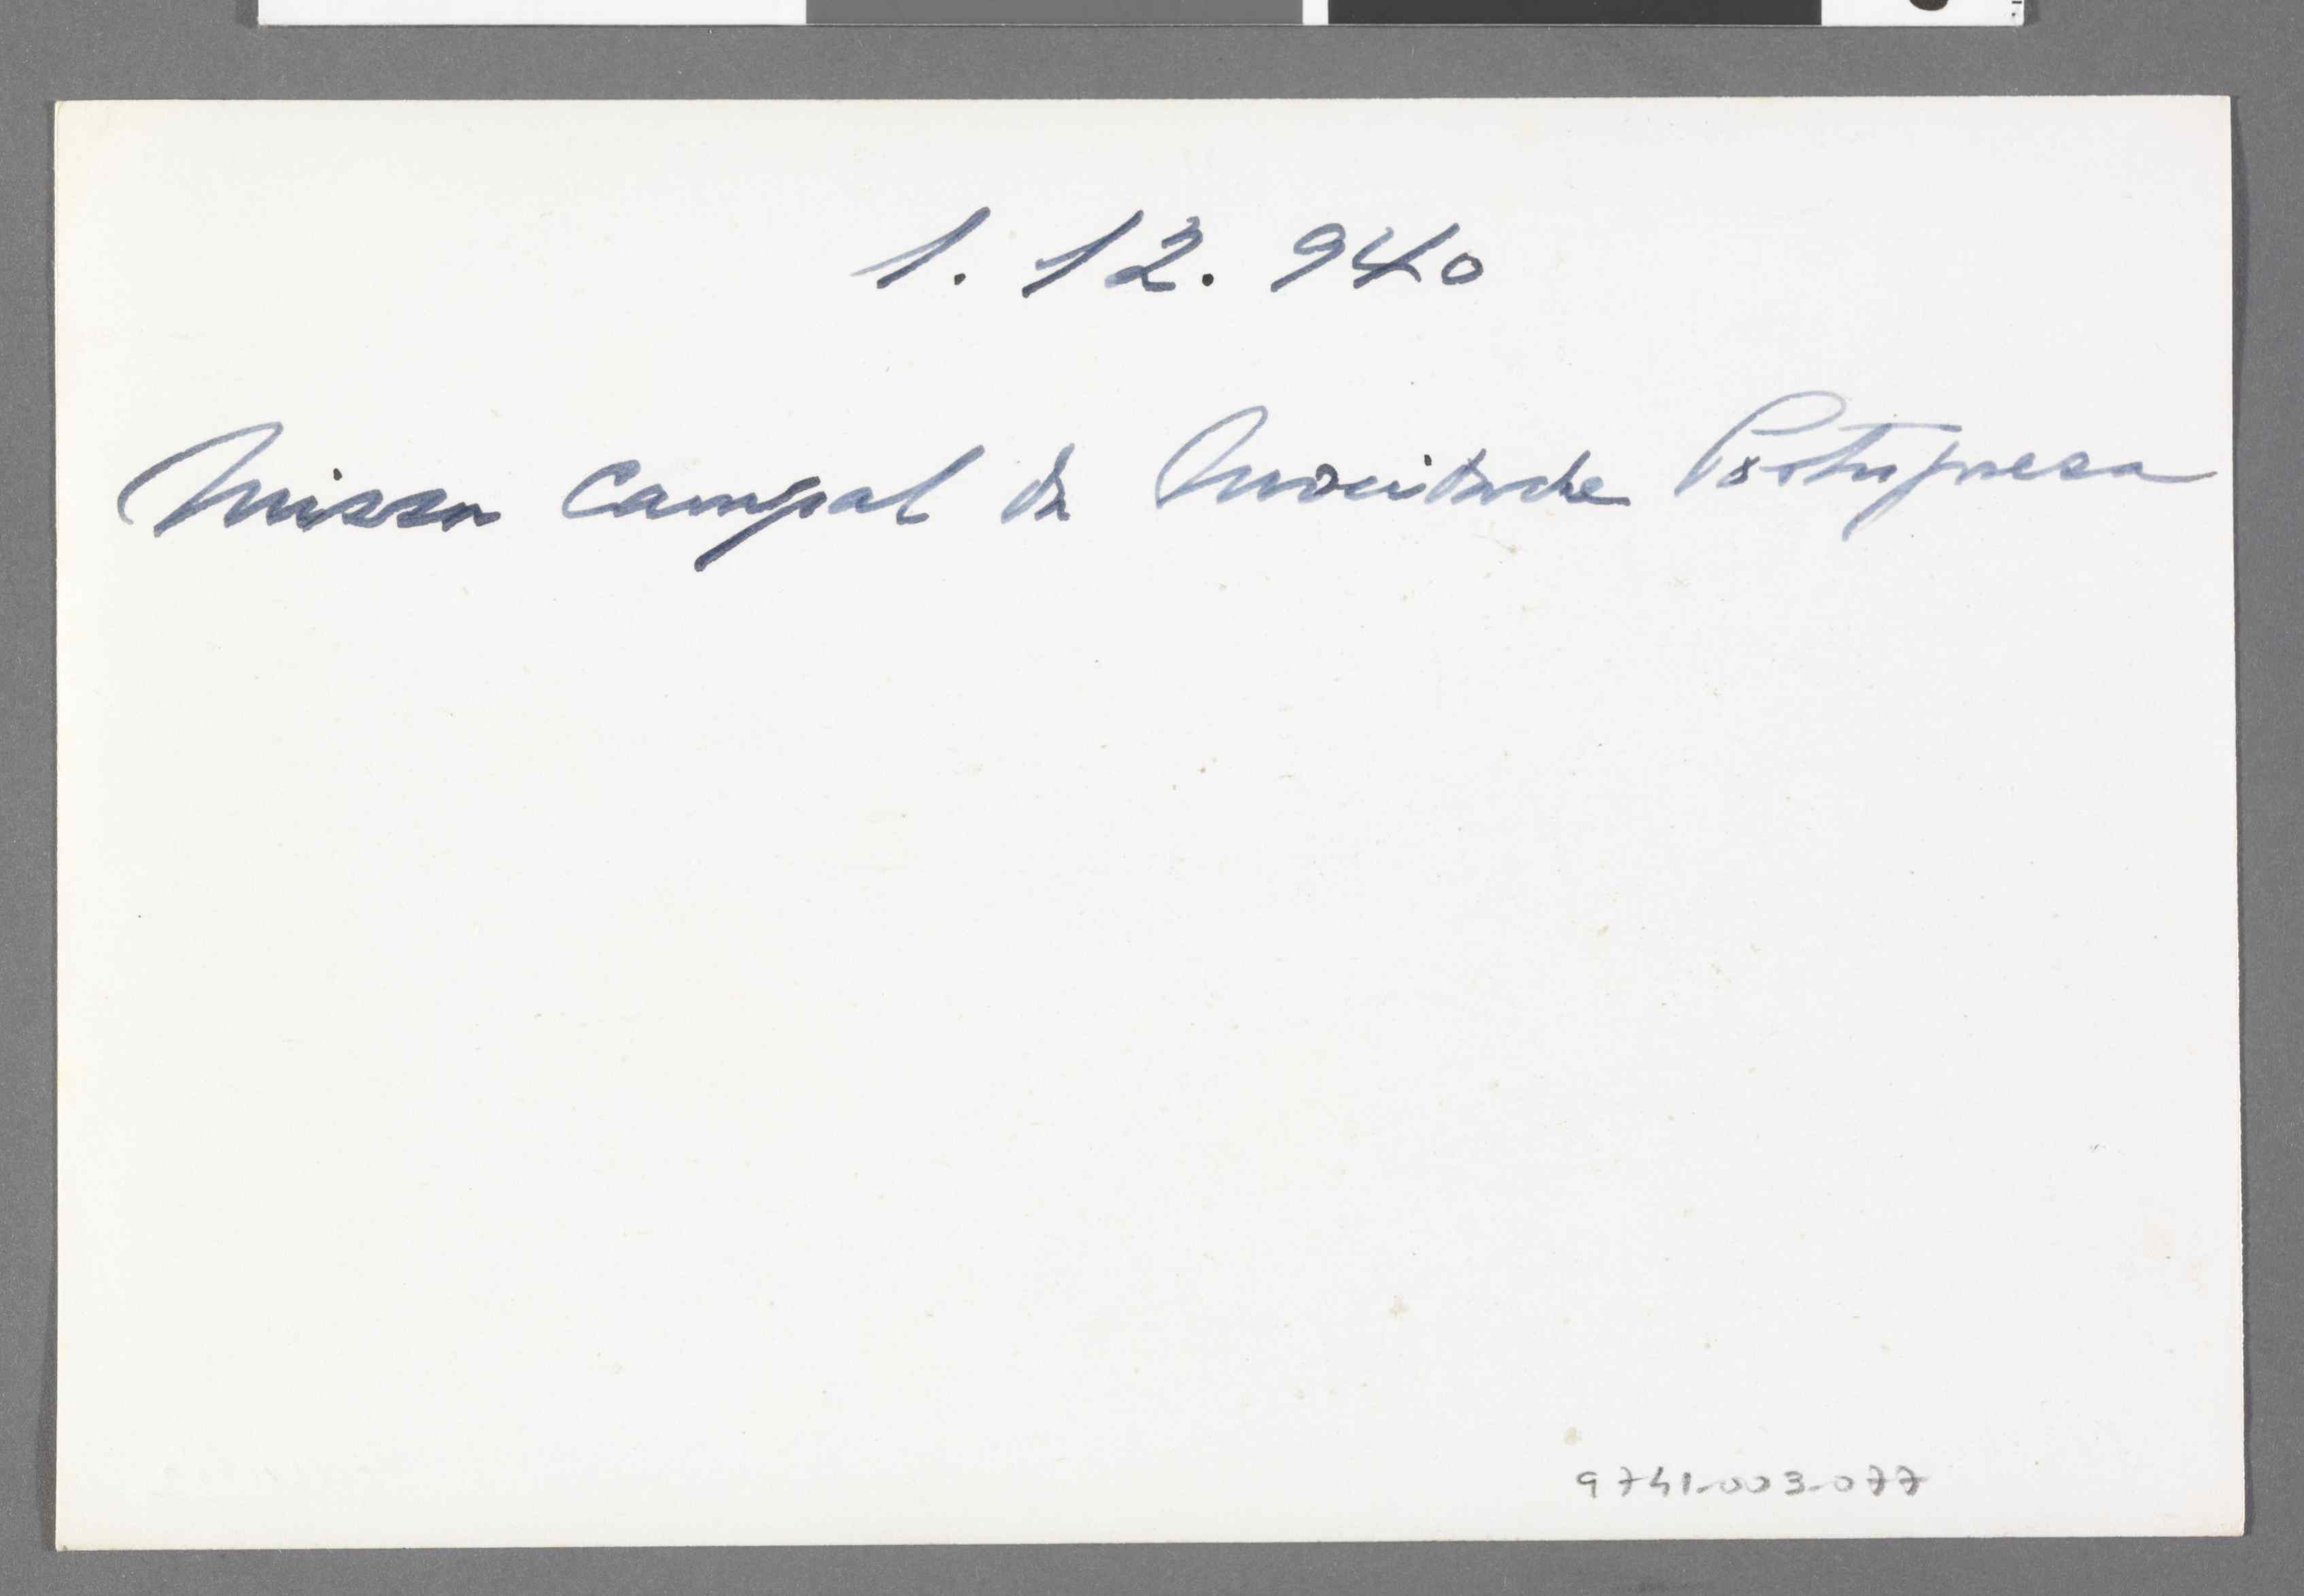 1. 12. 940
Missa Campal da Mocidade Portuguesa
9741-003-077